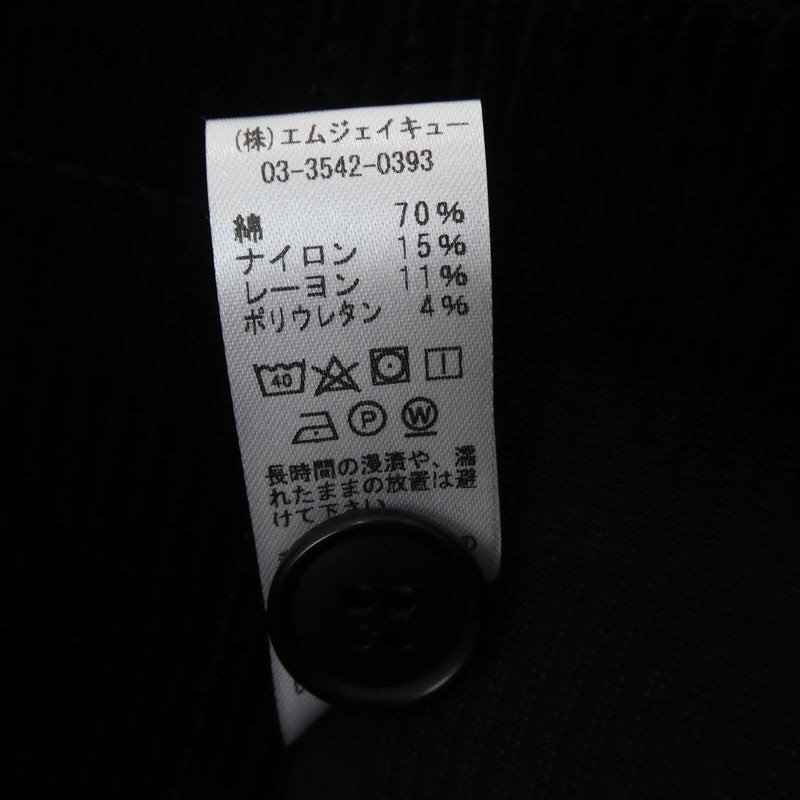 (株)エムジェイキュー
03-3542-0393
綿 70%
ナイロン 15%
レーヨン 11%
ポリウレタン 4%
40
P W
長時間の浸漬や、濡
れたままの放置は避
けて下さい
の